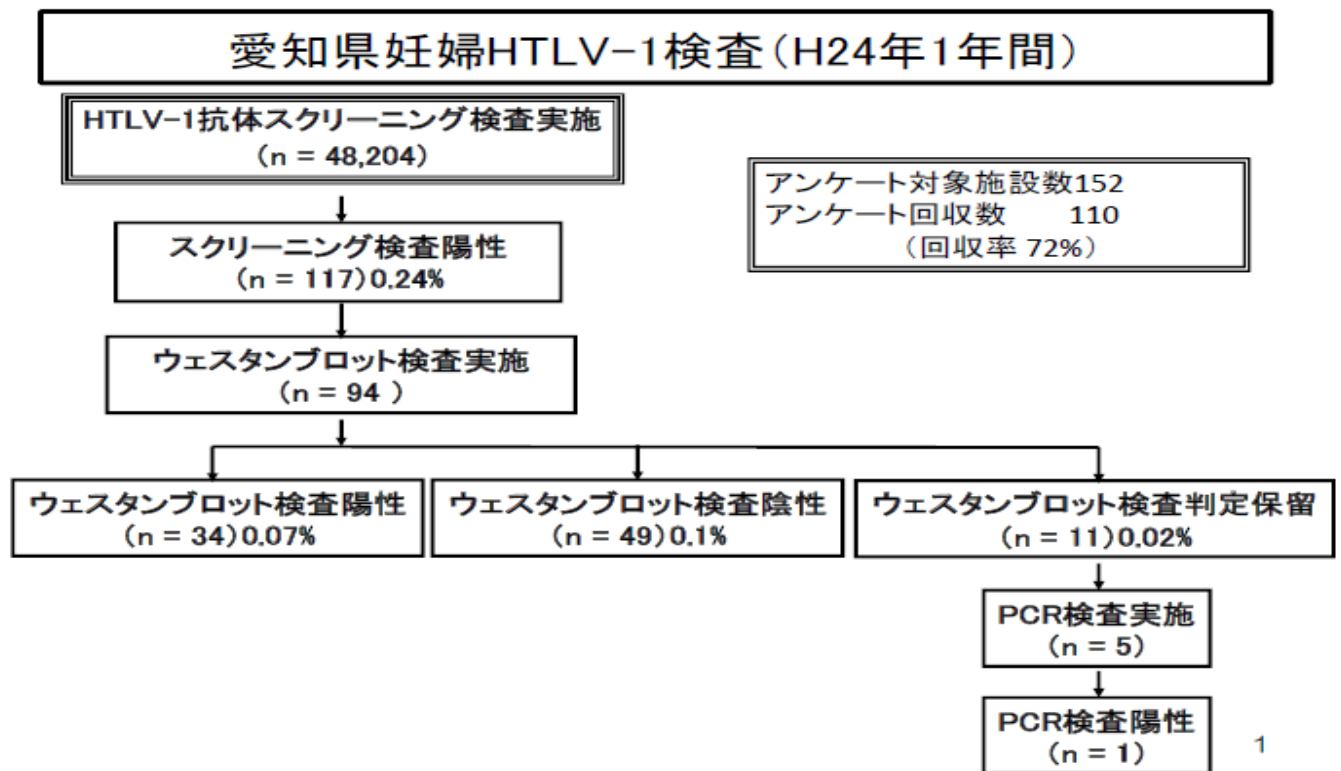 愛知県妊婦HTLV-1検査(H24年1年間)
HTLV-1抗体スクリーニング検査実施
(n = 48,204)
アンケート対象施設数152
アンケート回収数 110
(回収率 72%)
スクリーニング検査陽性
(n = 117)0.24%
ウェスタンブロット検査実施
(n = 94 )
ウェスタンブロット検査陽性
(n = 34)0.07%
ウェスタンブロット検査陰性
(n = 49)0.1%
ウェスタンブロット検査判定保留
(n = 11)0.02%
PCR検査実施
(n = 5)
PCR検査陽性
(n = 1)
1